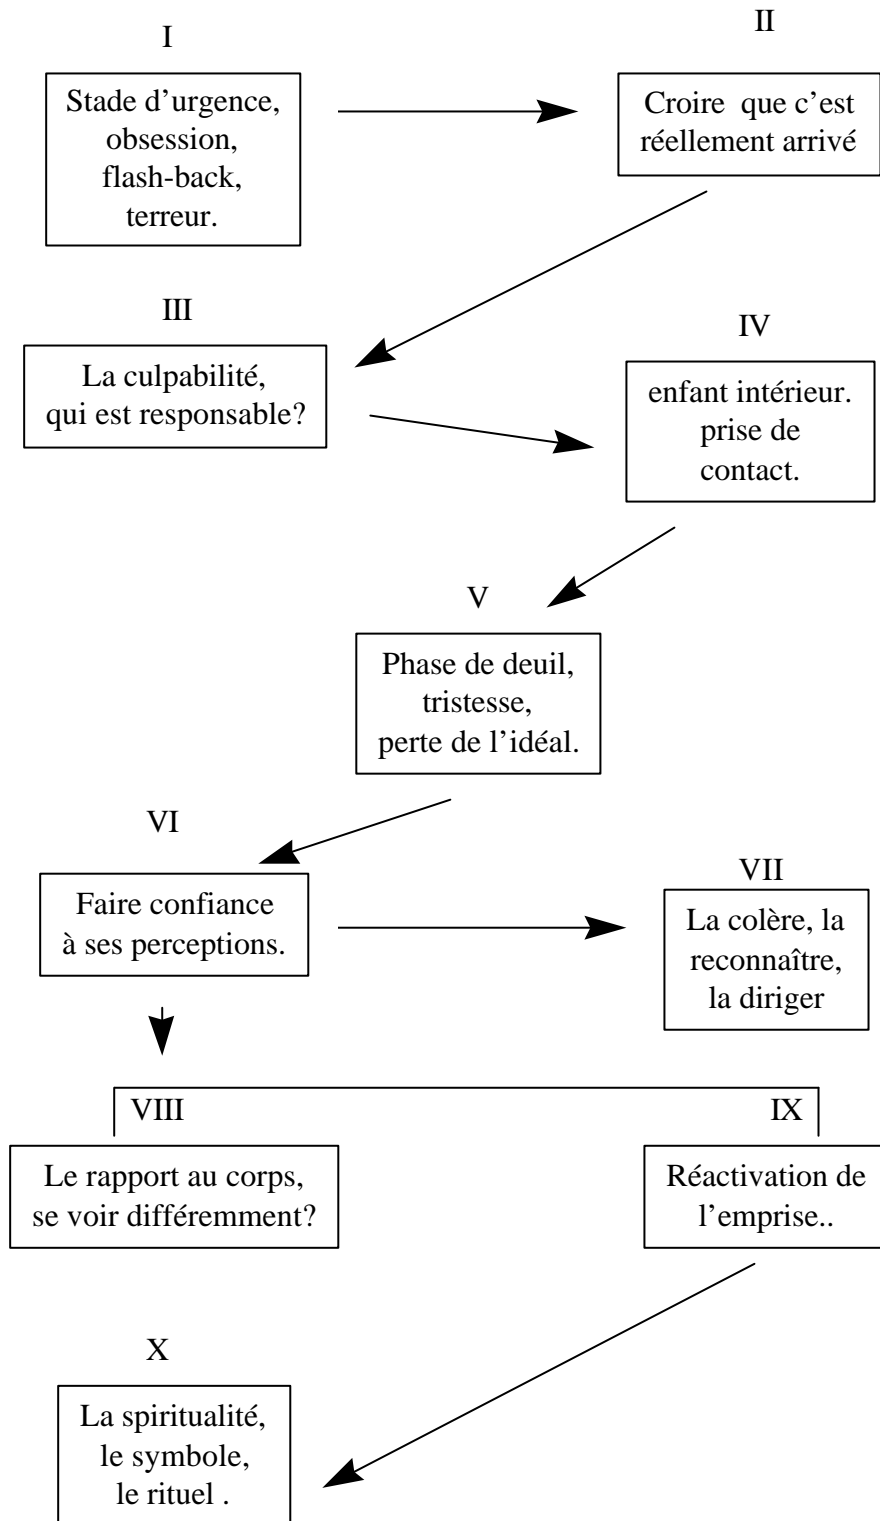 I
Stade d’urgence,
obsession,
flash-back,
terreur.
II
Croire que c’est
réellement arrivé
III
La culpabilité,
qui est responsable?
IV
enfant intérieur.
prise de
contact.
V
Phase de deuil,
tristesse,
perte de l’idéal.
VI
Faire confiance
à ses perceptions.
VII
La colère, la
reconnaître,
la diriger
VIII
Le rapport au corps,
se voir différemment?
IX
Réactivation de
l’emprise..
X
La spiritualité,
le symbole,
le rituel .